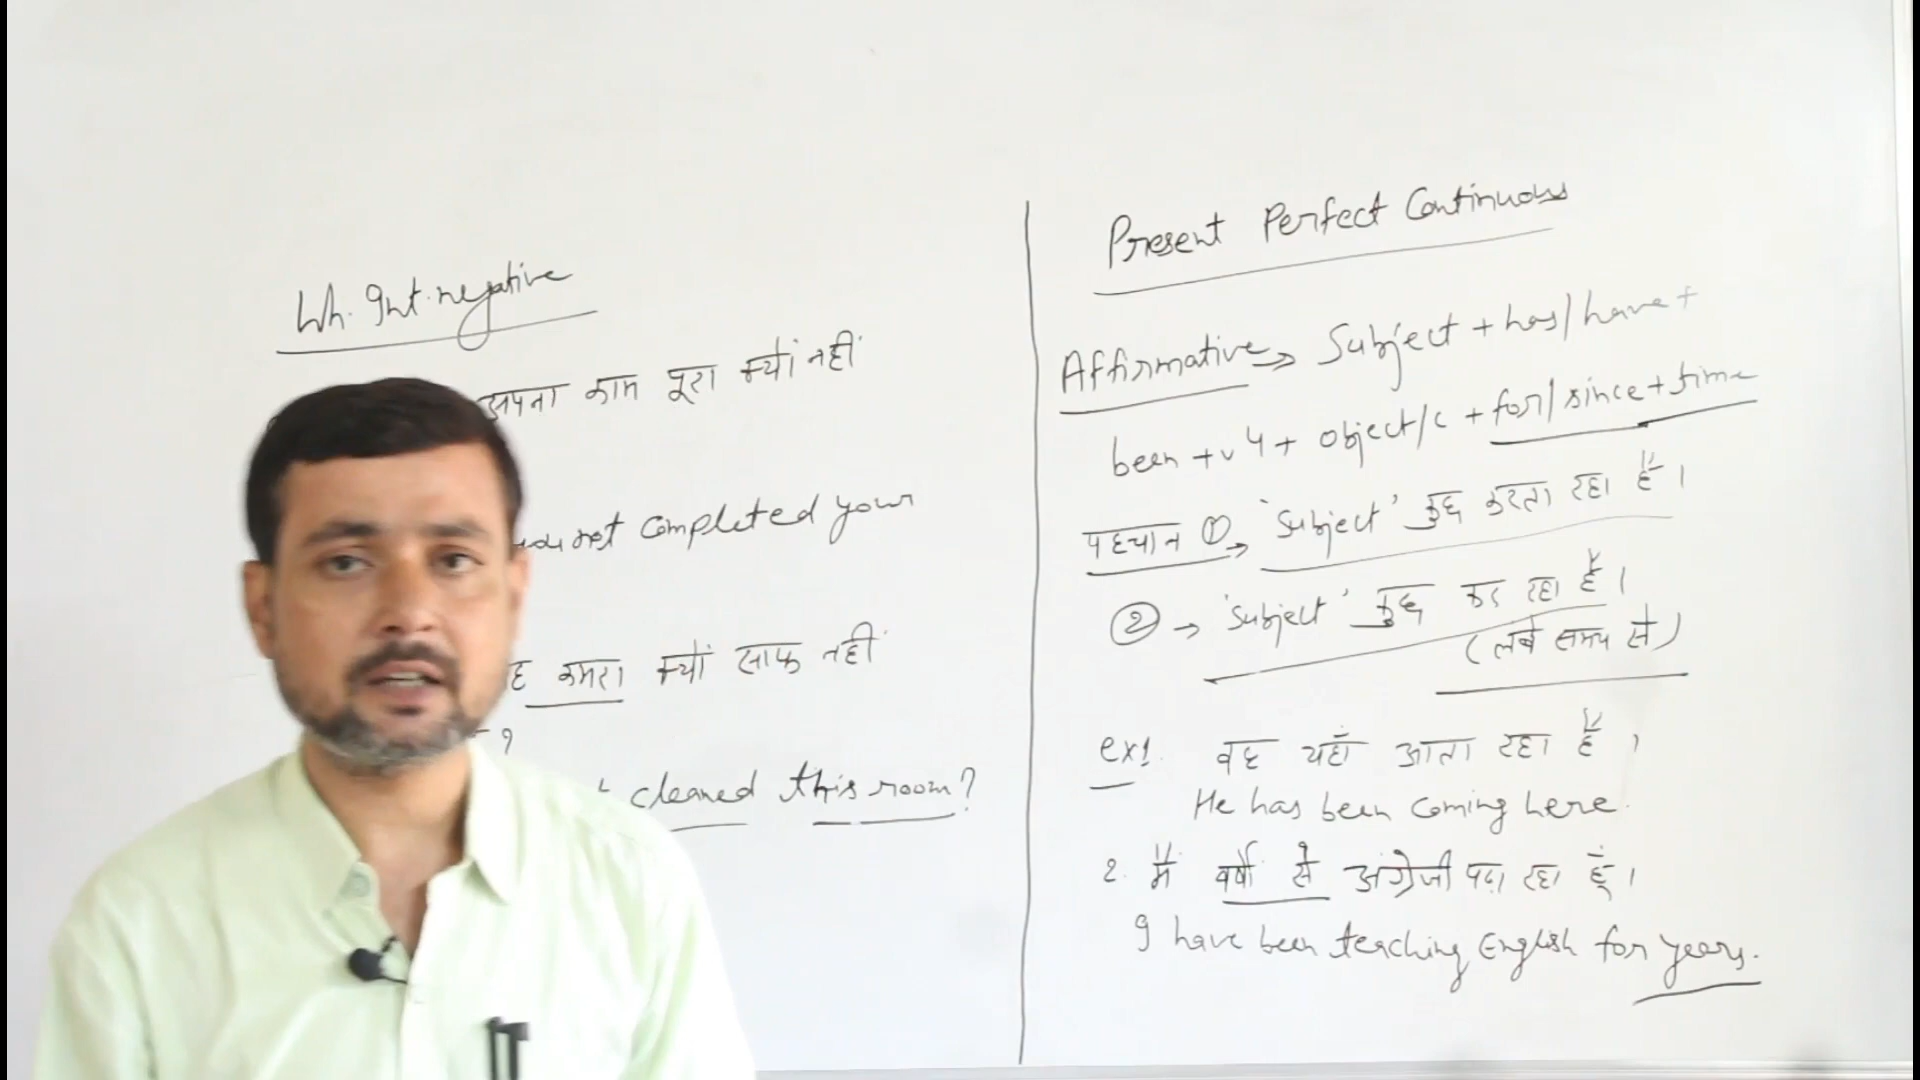 Wh. Int. negative
अपना काम पूरा क्यों नहीं
not completed your
कमरा क्यों साफ नहीं
?
cleaned this room?
Present Perfect Continuous
Affirmative → Subject + has/have +
been + v4 + object/c + for/since + time
पहचान ① → 'Subject' कुछ करता रहा है।
② → 'Subject' कुछ कर रहा है।
(लंबे समय से)
ex1. वह यहाँ आता रहा है।
He has been coming here.
2. मैं वर्षों से अंग्रेजी पढ़ा रहा हूँ।
I have been teaching English for years.